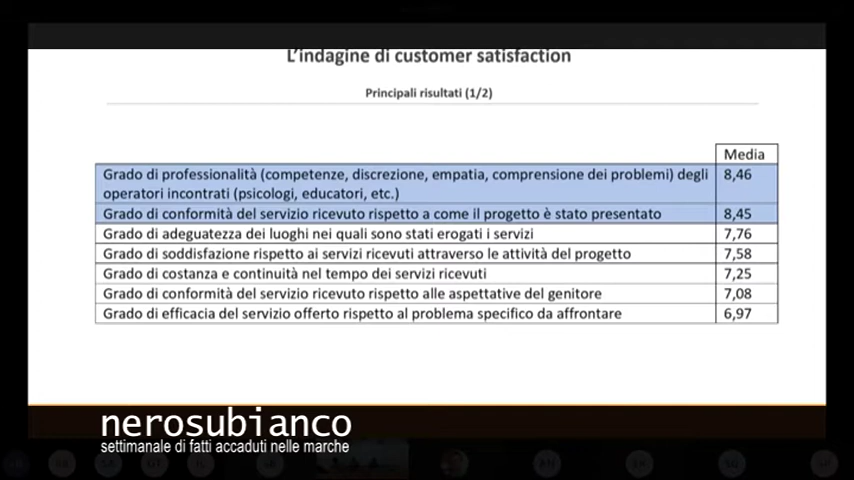 L'indagine di customer satisfaction
Principali risultati (1/2)
Media
Grado di professionalità (competenze, discrezione, empatia, comprensione dei problemi) degli
operatori incontrati (psicologi, educatori, etc.)
8,46
Grado di conformità del servizio ricevuto rispetto a come il progetto è stato presentato 8,45
Grado di adeguatezza dei luoghi nei quali sono stati erogati i servizi 7,76
Grado di soddisfazione rispetto ai servizi ricevuti attraverso le attività del progetto 7,58
Grado di costanza e continuità nel tempo dei servizi ricevuti 7,25
Grado di conformità del servizio ricevuto rispetto alle aspettative del genitore 7,08
Grado di efficacia del servizio offerto rispetto al problema specifico da affrontare 6,97
nerosubianco
settimanale di fatti accaduti nelle marche